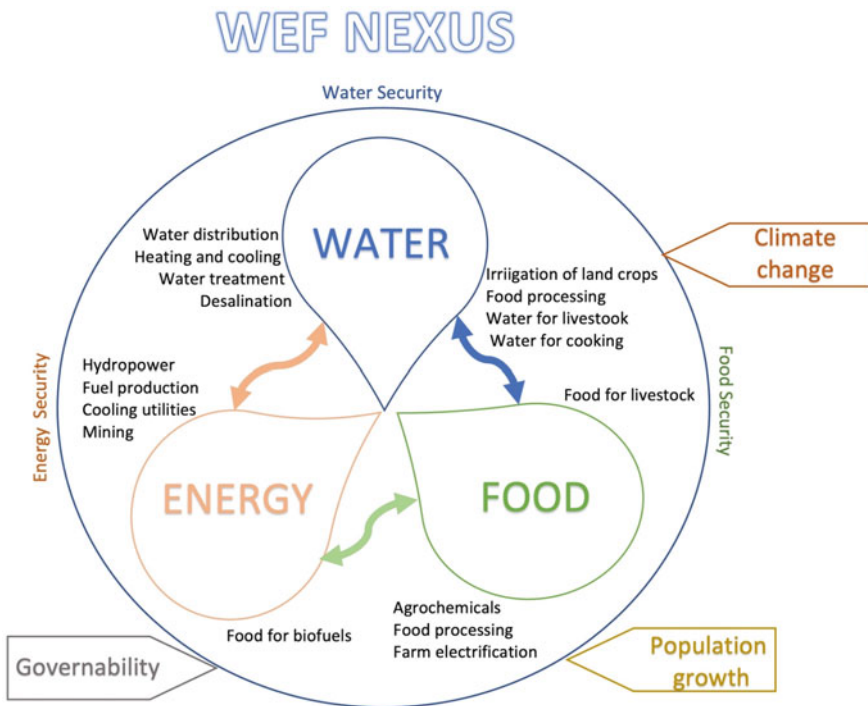 WEF NEXUS
Water Security
WATER
Water distribution
Heating and cooling
Water treatment
Desalination
Climate
change
Irriigation of land crops
Food processing
Water for livestook
Water for cooking
Hydropower
Fuel production
Cooling utilities
Mining
Energy Security
Food Security
Food for livestock
ENERGY
FOOD
Food for biofuels
Agrochemicals
Food processing
Farm electrification
Governability
Population
growth